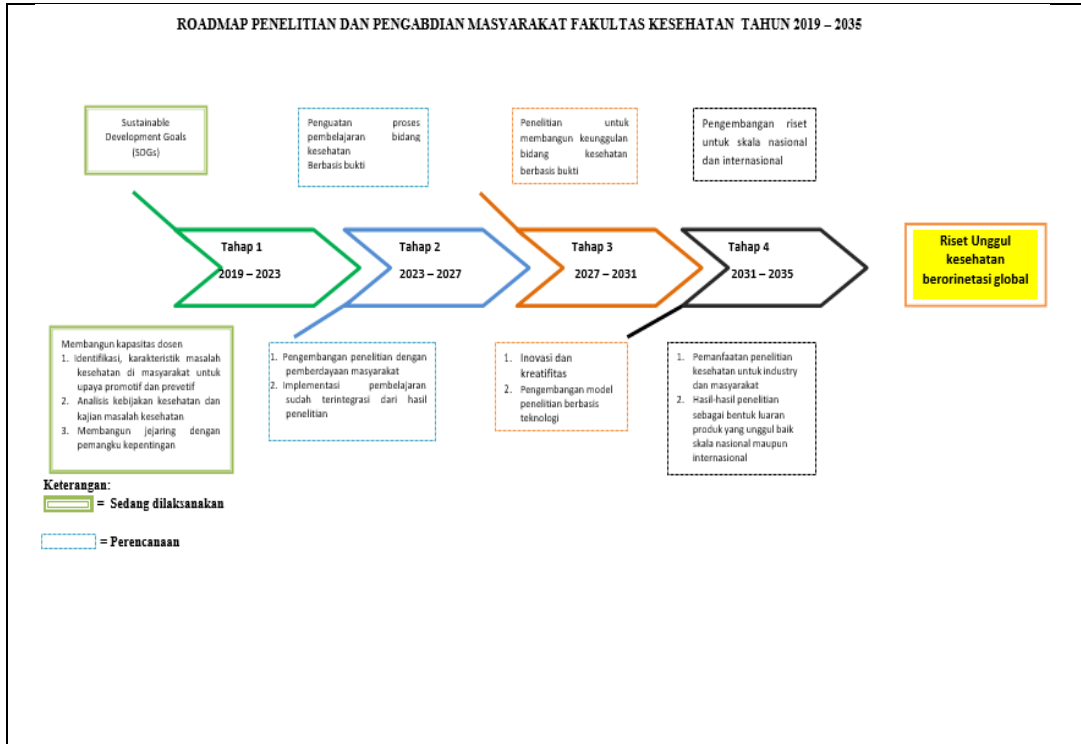 ROADMAP PENELITIAN DAN PENGABDIAN MASYARAKAT FAKULTAS KESEHATAN TAHUN 2019 – 2035
Sustainable
Development Goals
(SDGs)
Penguatan proses
pembelajaran bidang
kesehatan
Berbasis bukti
Penelitian untuk
membangun keunggulan
bidang kesehatan
berbasis bukti
Pengembangan riset
untuk skala nasional
dan internasional
Tahap 1
2019 – 2023
Tahap 2
2023 – 2027
Tahap 3
2027 – 2031
Tahap 4
2031 – 2035
Riset Unggul
kesehatan
berorinetasi global
Membangun kapasitas dosen
1. Identifikasi, karakteristik masalah
kesehatan di masyarakat untuk
upaya promotif dan prevetif
2. Analisis kebijakan kesehatan dan
kajian masalah kesehatan
3. Membangun jejaring dengan
pemangku kepentingan
1. Pengembangan penelitian dengan
pemberdayaan masyarakat
2. Implementasi pembelajaran
sudah terintegrasi dari hasil
penelitian
1. Inovasi dan
kreatifitas
2. Pengembangan model
penelitian berbasis
teknologi
1. Pemanfaatan penelitian
kesehatan untuk industry
dan masyarakat
2. Hasil-hasil penelitian
sebagai bentuk luaran
produk yang unggul baik
skala nasional maupun
internasional
Keterangan:
= Sedang dilaksanakan
= Perencanaan